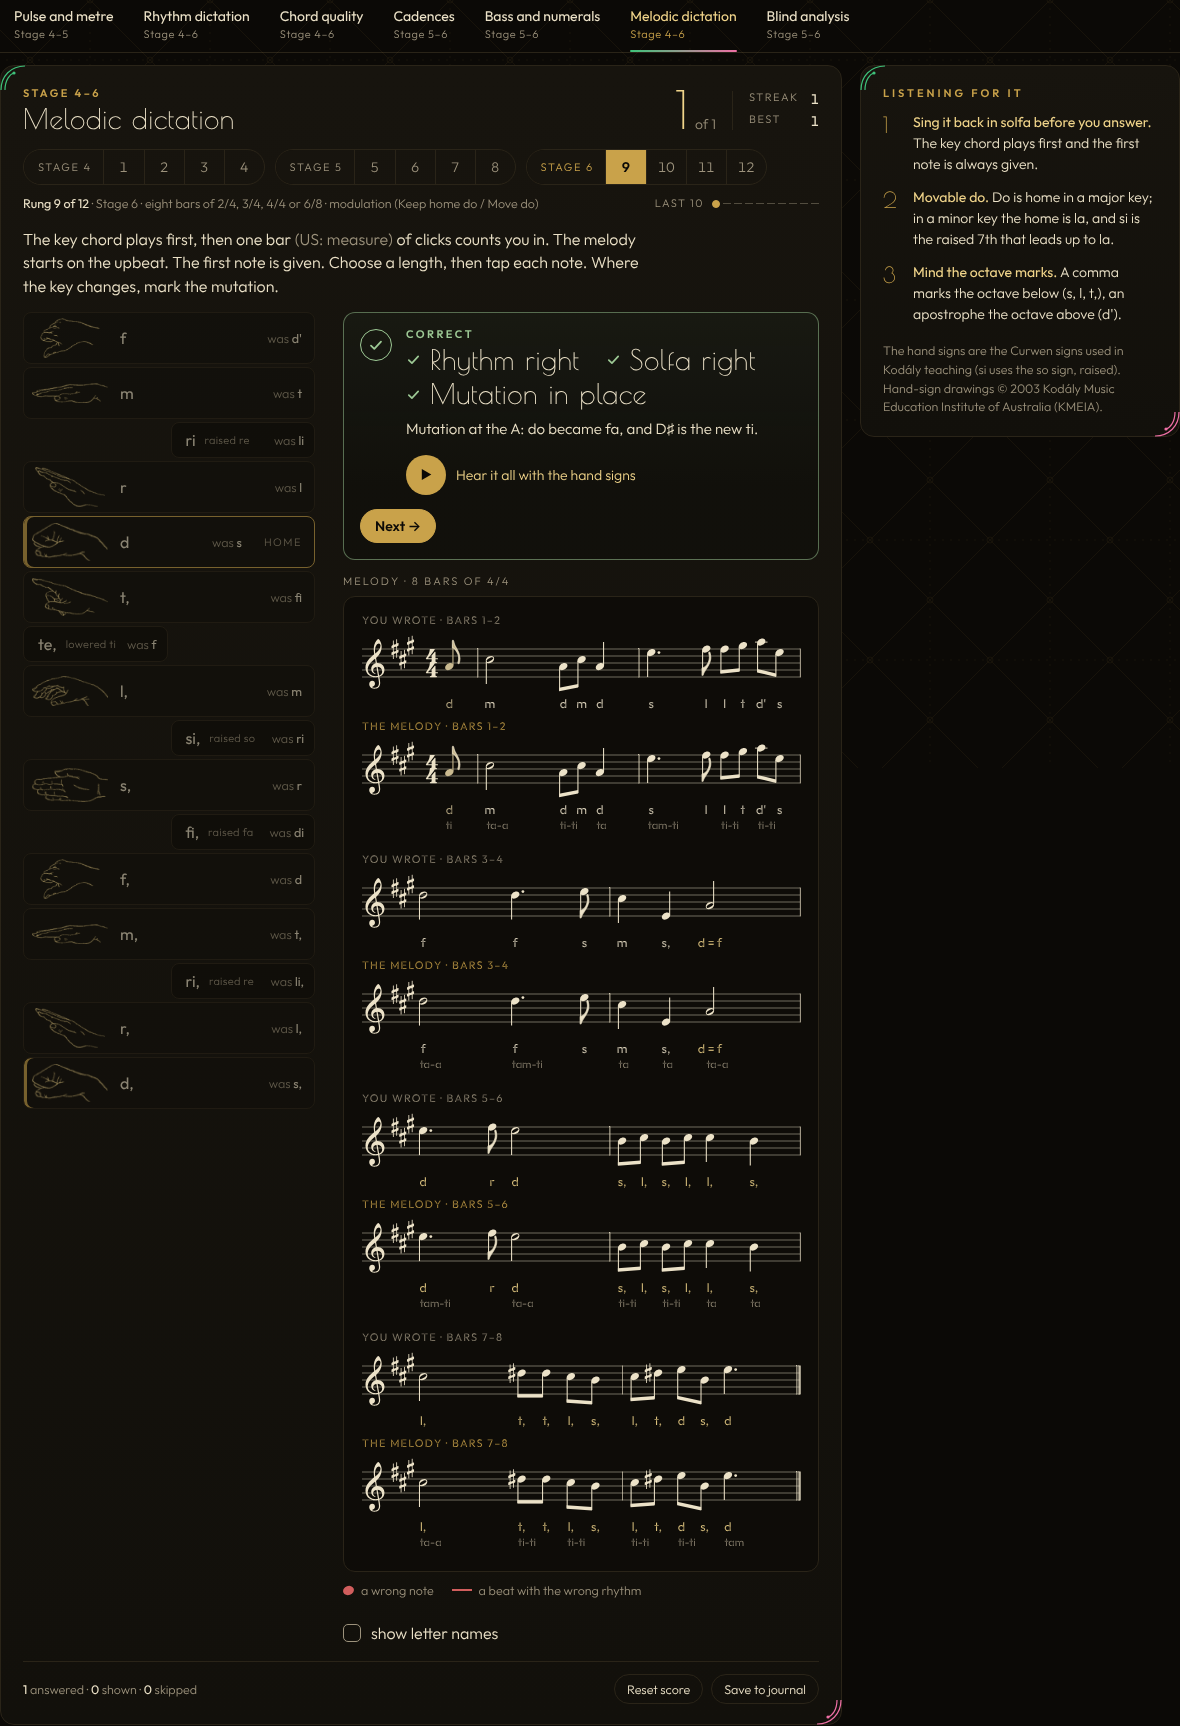 Pulse and metre
Stage 4–5
Rhythm dictation
Stage 4–6
Chord quality
Stage 4–6
Cadences
Stage 5–6
Bass and numerals
Stage 5–6
Melodic dictation
Stage 4–6
Blind analysis
Stage 5–6
STAGE 4–6
Melodic dictation
1 of 1
STREAK 1
BEST 1
STAGE 4 1 2 3 4
STAGE 5 5 6 7 8
STAGE 6 9 10 11 12
Rung 9 of 12 · Stage 6 · eight bars of 2/4, 3/4, 4/4 or 6/8 · modulation (Keep home do / Move do)
LAST 10
The key chord plays first, then one bar (US: measure) of clicks counts you in. The melody
starts on the upbeat. The first note is given. Choose a length, then tap each note. Where
the key changes, mark the mutation.
f was d'
m was t
ri raised re was li
r was l
d was s HOME
t, was fi
te, lowered ti was f
l, was m
si, raised so was ri
s, was r
fi, raised fa was di
f, was d
m, was t,
ri, raised re was li,
r, was l,
d, was s,
CORRECT
Rhythm right Solfa right
Mutation in place
Mutation at the A: do became fa, and D♯ is the new ti.
Hear it all with the hand signs
Next →
MELODY · 8 BARS OF 4/4
YOU WROTE · BARS 1–2
4
4
d m d m d s l l t d' s
THE MELODY · BARS 1–2
4
4
d m d m d s l l t d' s
ti ta-a ti-ti ta tam-ti ti-ti ti-ti
YOU WROTE · BARS 3–4
f f s m s, d=f
THE MELODY · BARS 3–4
f f s m s, d=f
ta-a tam-ti ta ta ta-a
YOU WROTE · BARS 5–6
d r d s, l, s, l, l, s,
THE MELODY · BARS 5–6
d r d s, l, s, l, l, s,
tam-ti ta-a ti-ti ti-ti ta ta
YOU WROTE · BARS 7–8
l, t, t, l, s, l, t, d s, d
THE MELODY · BARS 7–8
l, t, t, l, s, l, t, d s, d
ta-a ti-ti ti-ti ti-ti ti-ti tam
a wrong note a beat with the wrong rhythm
show letter names
1 answered · 0 shown · 0 skipped
Reset score
Save to journal
LISTENING FOR IT
1 Sing it back in solfa before you answer.
The key chord plays first and the first
note is always given.
2 Movable do. Do is home in a major key;
in a minor key the home is la, and si is
the raised 7th that leads up to la.
3 Mind the octave marks. A comma
marks the octave below (s, l, t,), an
apostrophe the octave above (d').
The hand signs are the Curwen signs used in
Kodály teaching (si uses the so sign, raised).
Hand-sign drawings © 2003 Kodály Music
Education Institute of Australia (KMEIA).